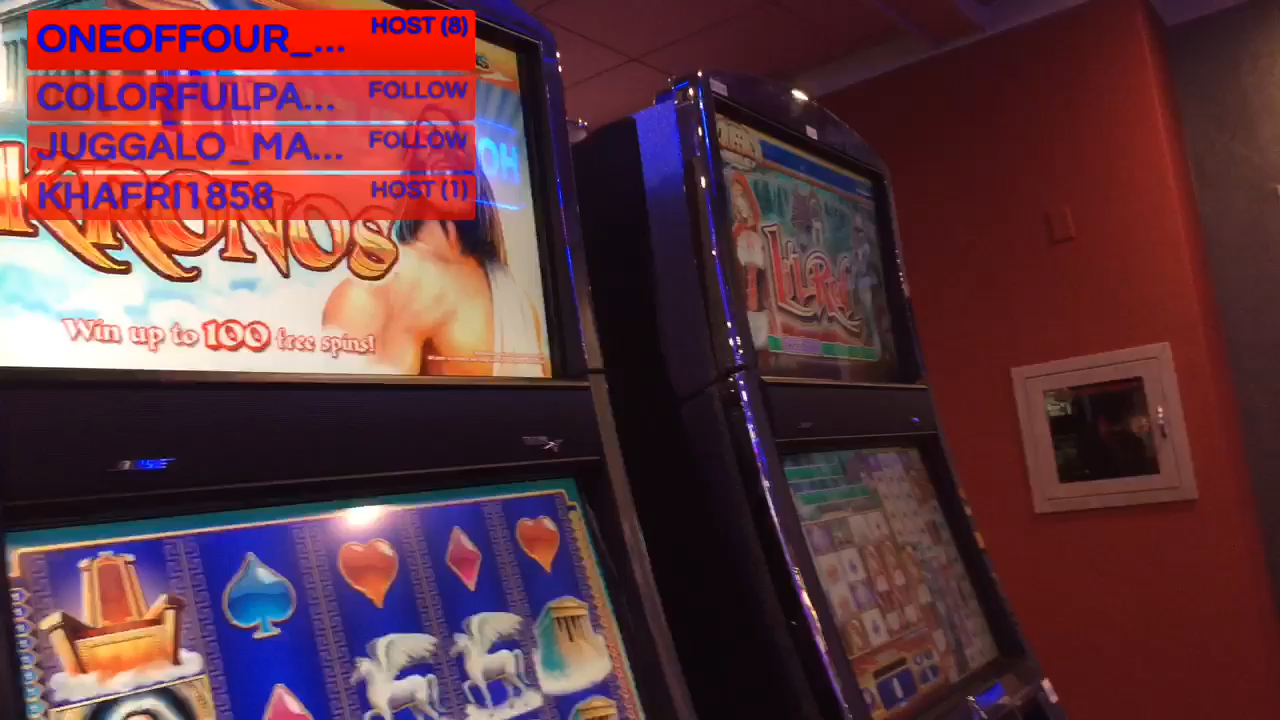 ONEOFFOUR_... HOST (8)
COLORFULPA... FOLLOW
JUGGALO_MA... FOLLOW
KHAFRI1858 HOST (1)
KRONOS
Win up to 100 free spins!
Lil Red